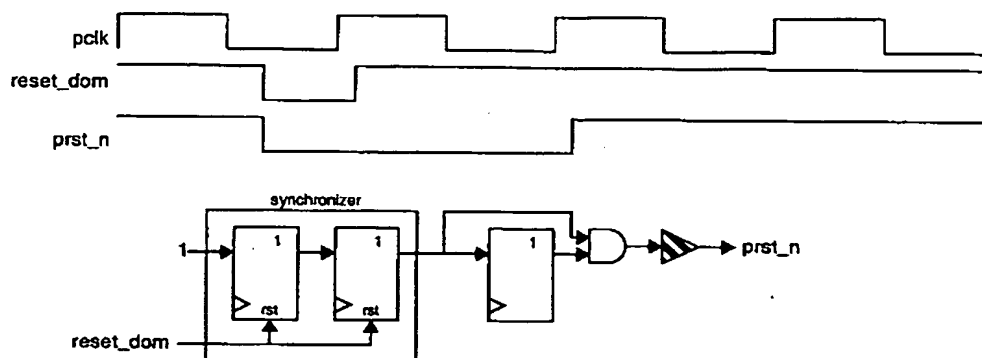 pclk
reset_dom
prst_n
synchronizer
1 1 1 1
rst rst
prst_n
reset_dom